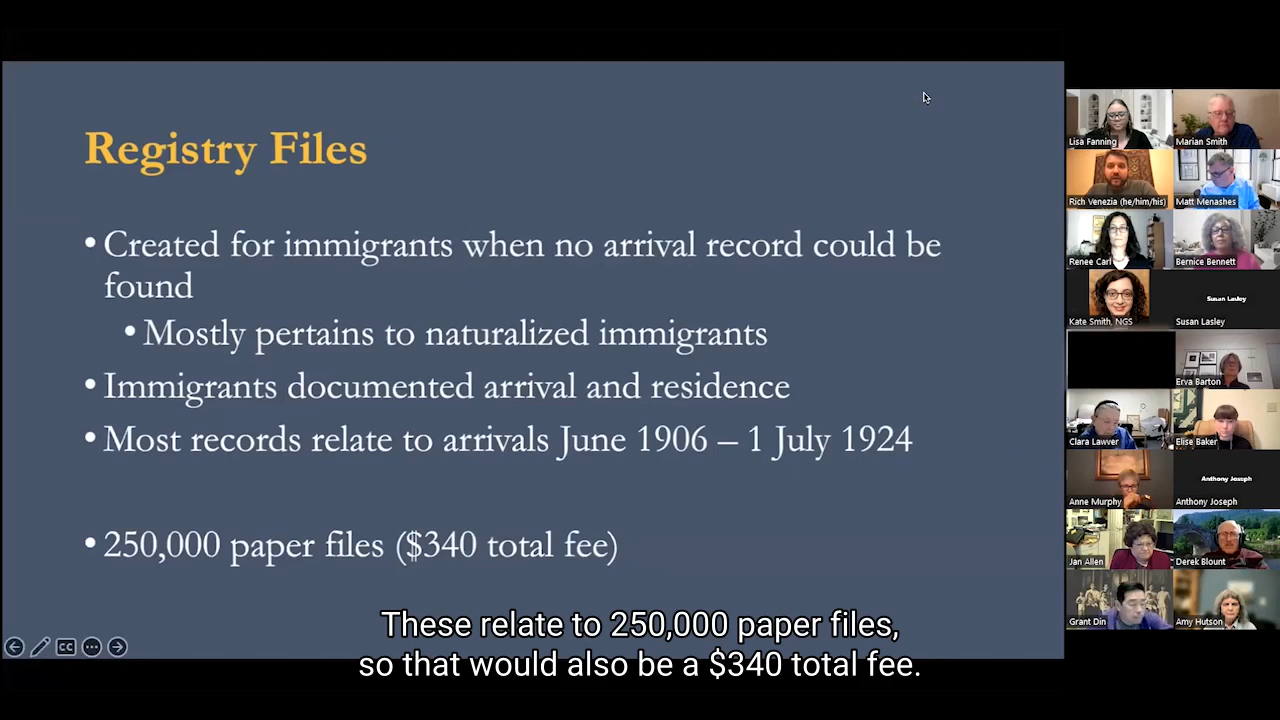 Registry Files
• Created for immigrants when no arrival record could be
found
• Mostly pertains to naturalized immigrants
• Immigrants documented arrival and residence
• Most records relate to arrivals June 1906 – 1 July 1924
• 250,000 paper files ($340 total fee)
CC
These relate to 250,000 paper files,
so that would also be a $340 total fee.
Lisa Fanning
Marian Smith
Rich Venezia (he/him/his)
Matt Menashes
Renee Carl
Bernice Bennett
Kate Smith, NGS
Susan Lasley
Susan Lasley
Erva Barton
Clara Lawver
Elise Baker
Anne Murphy
Anthony Joseph
Anthony Joseph
Jan Allen
Derek Blount
Grant Din
Amy Hutson